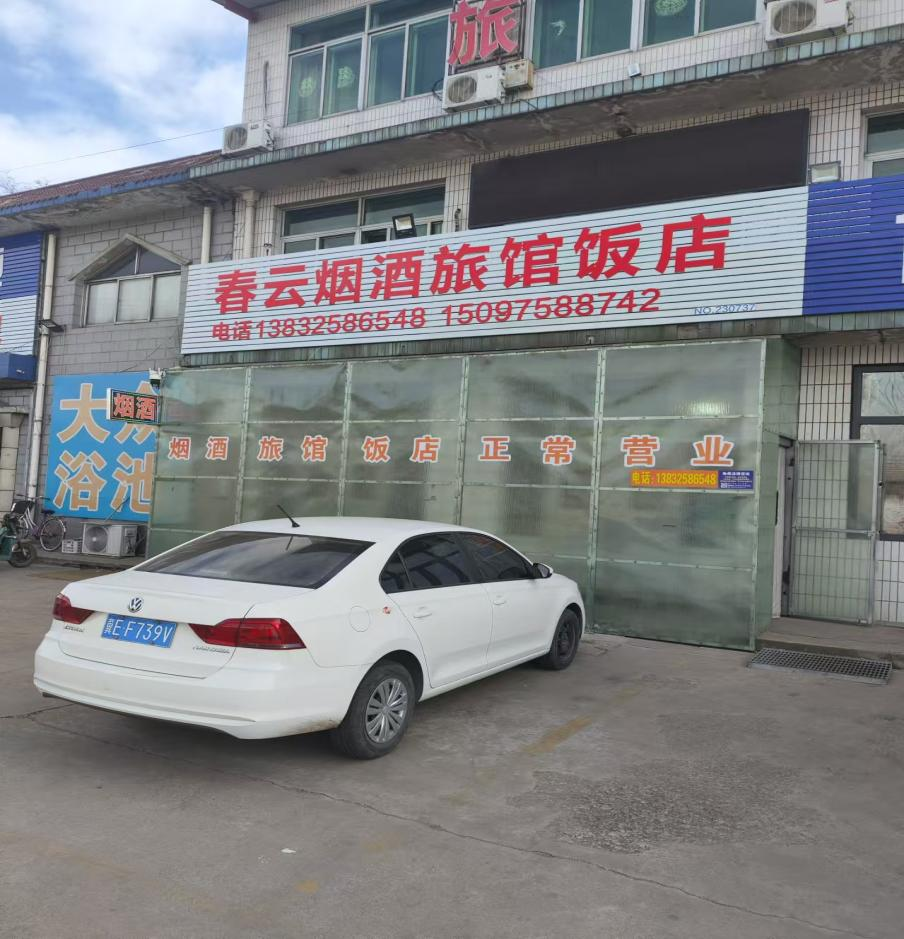 旅
春云烟酒旅馆饭店
电话13832586548 15097588742
NO.230737
烟酒
大众
浴池
烟酒 旅馆 饭店 正常营业
电话:13832586548
冀E·F739V